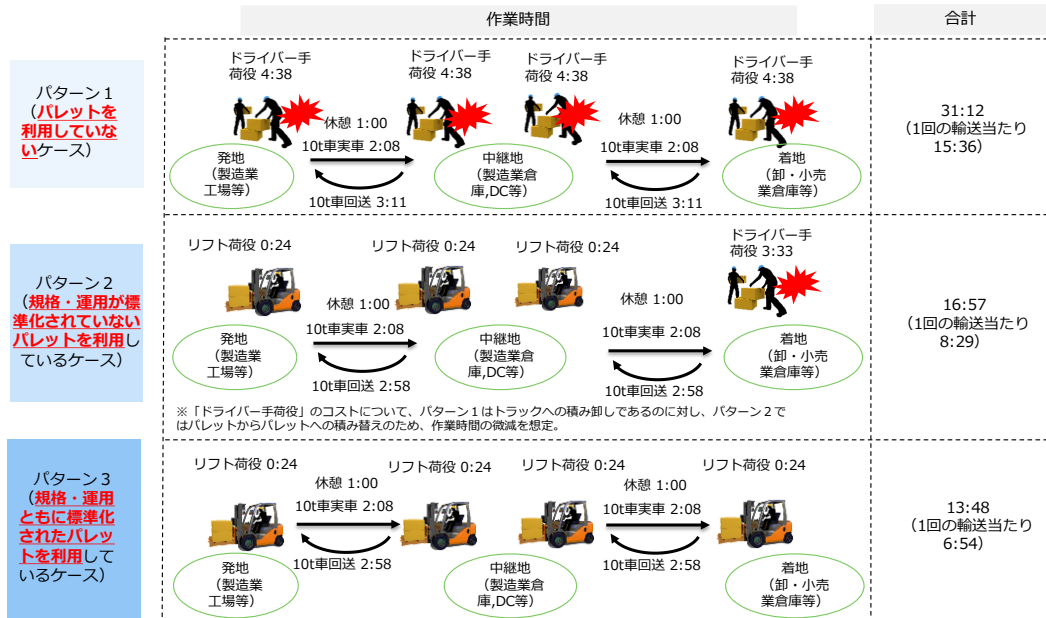 作業時間
合計
パターン１
（パレットを
利用していな
いケース）
ドライバー手
荷役 4:38
ドライバー手
荷役 4:38
ドライバー手
荷役 4:38
ドライバー手
荷役 4:38
休憩 1:00
10t車実車 2:08
10t車回送 3:11
休憩 1:00
10t車実車 2:08
10t車回送 3:11
発地
（製造業
工場等）
中継地
（製造業倉
庫,DC等）
着地
（卸・小売
業倉庫等）
31:12
（1回の輸送当たり
15:36）
パターン２
（規格・運用が標
準化されていない
パレットを利用し
ているケース）
リフト荷役 0:24
リフト荷役 0:24
リフト荷役 0:24
ドライバー手
荷役 3:33
休憩 1:00
10t車実車 2:08
10t車回送 2:58
休憩 1:00
10t車実車 2:08
10t車回送 2:58
発地
（製造業
工場等）
中継地
（製造業倉
庫,DC等）
着地
（卸・小売
業倉庫等）
16:57
（1回の輸送当たり
8:29）
※「ドライバー手荷役」のコストについて、パターン１はトラックへの積み卸しであるのに対し、パターン２で
はパレットからパレットへの積み替えのため、作業時間の微減を想定。
パターン３
（規格・運用
ともに標準化
されたパレッ
トを利用して
いるケース）
リフト荷役 0:24
リフト荷役 0:24
リフト荷役 0:24
リフト荷役 0:24
休憩 1:00
10t車実車 2:08
10t車回送 2:58
休憩 1:00
10t車実車 2:08
10t車回送 2:58
発地
（製造業
工場等）
中継地
（製造業倉
庫,DC等）
着地
（卸・小売
業倉庫等）
13:48
（1回の輸送当たり
6:54）